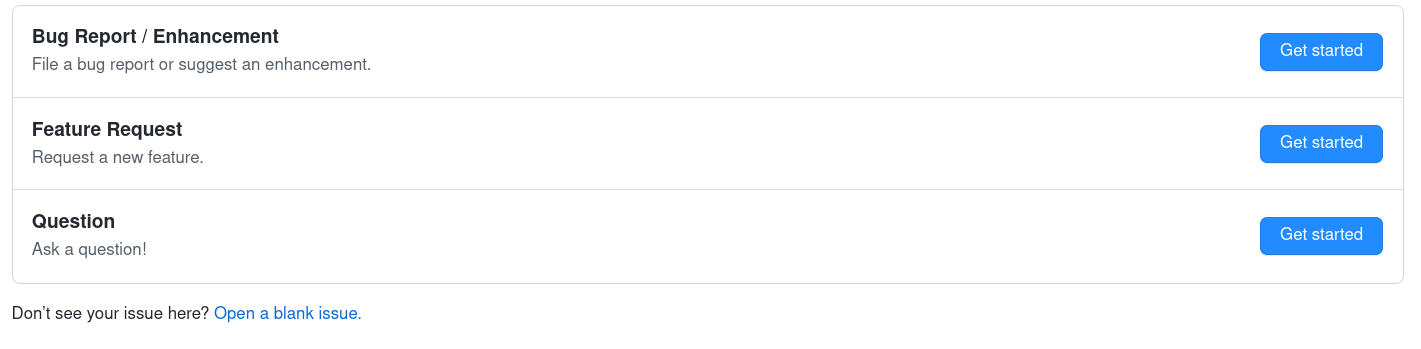 Bug Report / Enhancement
File a bug report or suggest an enhancement.
Get started
Feature Request
Request a new feature.
Get started
Question
Ask a question!
Get started
Don’t see your issue here? Open a blank issue.